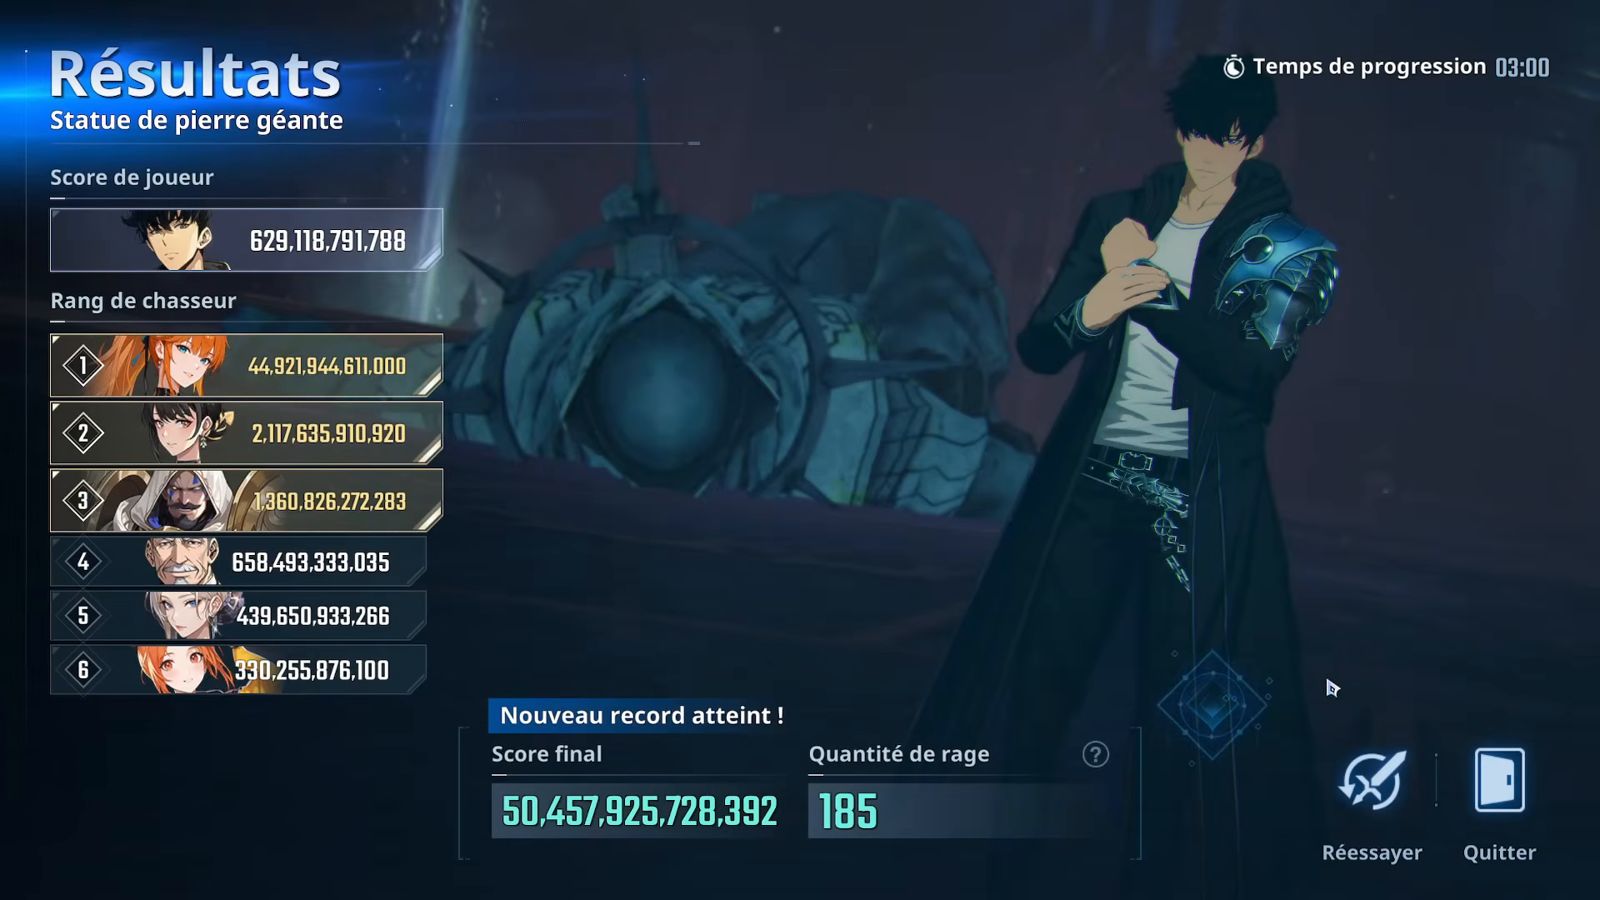 Résultats
Statue de pierre géante
Temps de progression 03:00
Score de joueur
629,118,791,788
Rang de chasseur
1 44,921,944,611,000
2 2,117,635,910,920
3 1,360,826,272,283
4 658,493,333,035
5 439,650,933,266
6 330,255,876,100
Nouveau record atteint !
Score final
Quantité de rage ?
50,457,925,728,392
185
Réessayer
Quitter